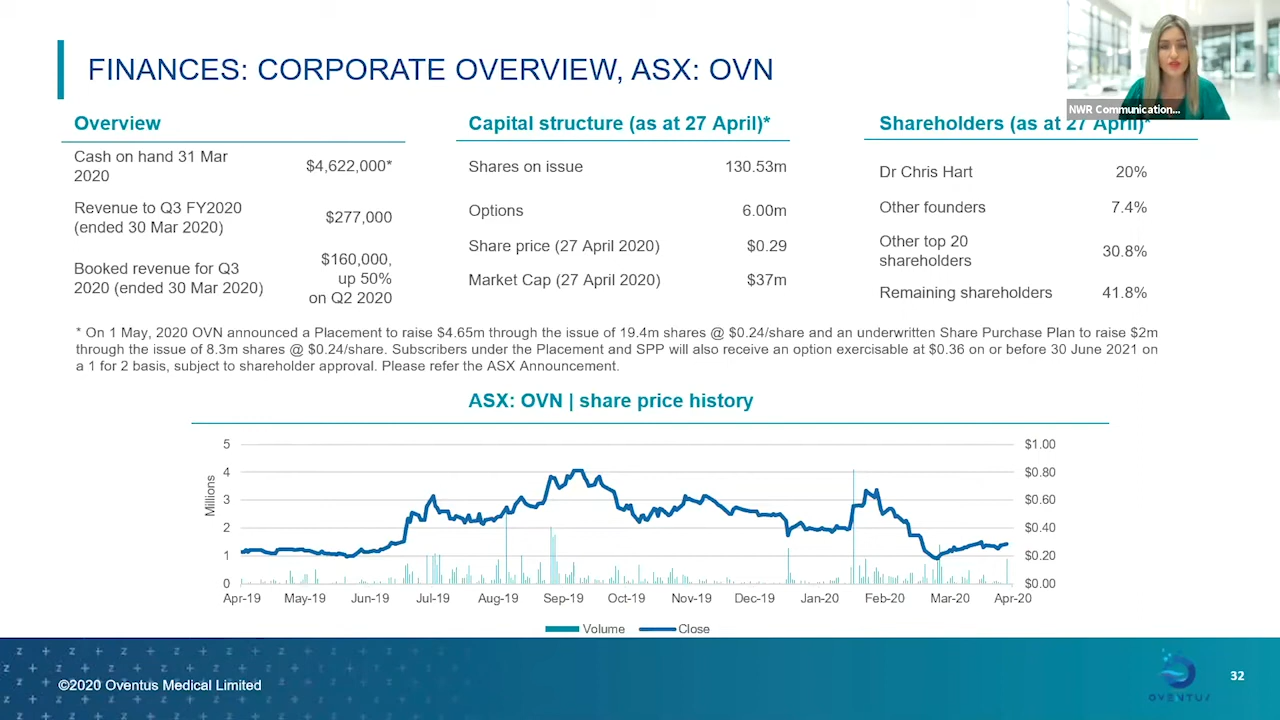 FINANCES: CORPORATE OVERVIEW, ASX: OVN
NWR Communication...
Overview
Cash on hand 31 Mar
2020
$4,622,000*
Revenue to Q3 FY2020
(ended 30 Mar 2020)
$277,000
Booked revenue for Q3
2020 (ended 30 Mar 2020)
$160,000,
up 50%
on Q2 2020
Capital structure (as at 27 April)*
Shares on issue 130.53m
Options 6.00m
Share price (27 April 2020) $0.29
Market Cap (27 April 2020) $37m
Shareholders (as at 27 April)*
Dr Chris Hart 20%
Other founders 7.4%
Other top 20
shareholders
30.8%
Remaining shareholders 41.8%
* On 1 May, 2020 OVN announced a Placement to raise $4.65m through the issue of 19.4m shares @ $0.24/share and an underwritten Share Purchase Plan to raise $2m
through the issue of 8.3m shares @ $0.24/share. Subscribers under the Placement and SPP will also receive an option exercisable at $0.36 on or before 30 June 2021 on
a 1 for 2 basis, subject to shareholder approval. Please refer the ASX Announcement.
ASX: OVN | share price history
Millions
5 $1.00
4 $0.80
3 $0.60
2 $0.40
1 $0.20
0 $0.00
Apr-19 May-19 Jun-19 Jul-19 Aug-19 Sep-19 Oct-19 Nov-19 Dec-19 Jan-20 Feb-20 Mar-20 Apr-20
Volume Close
©2020 Oventus Medical Limited
OVENTUS
32